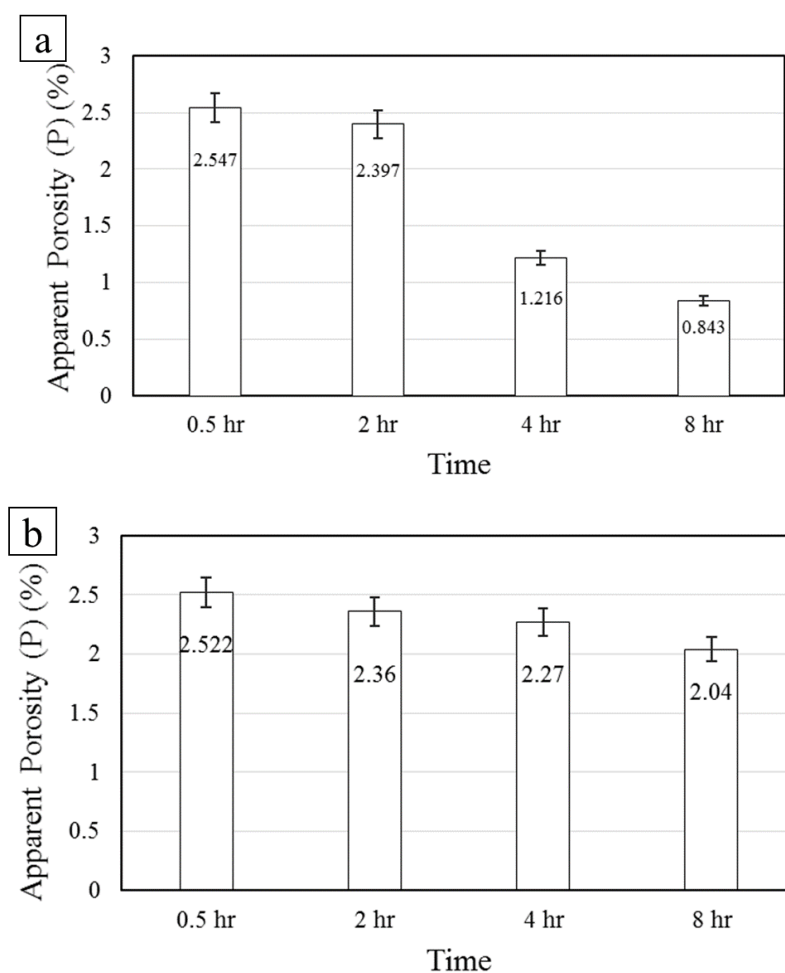 a
Apparent Porosity (P) (%)
3
2.5
2
1.5
1
0.5
0
2.547
2.397
1.216
0.843
0.5 hr
2 hr
4 hr
8 hr
Time
b
Apparent Porosity (P) (%)
3
2.5
2
1.5
1
0.5
0
2.522
2.36
2.27
2.04
0.5 hr
2 hr
4 hr
8 hr
Time